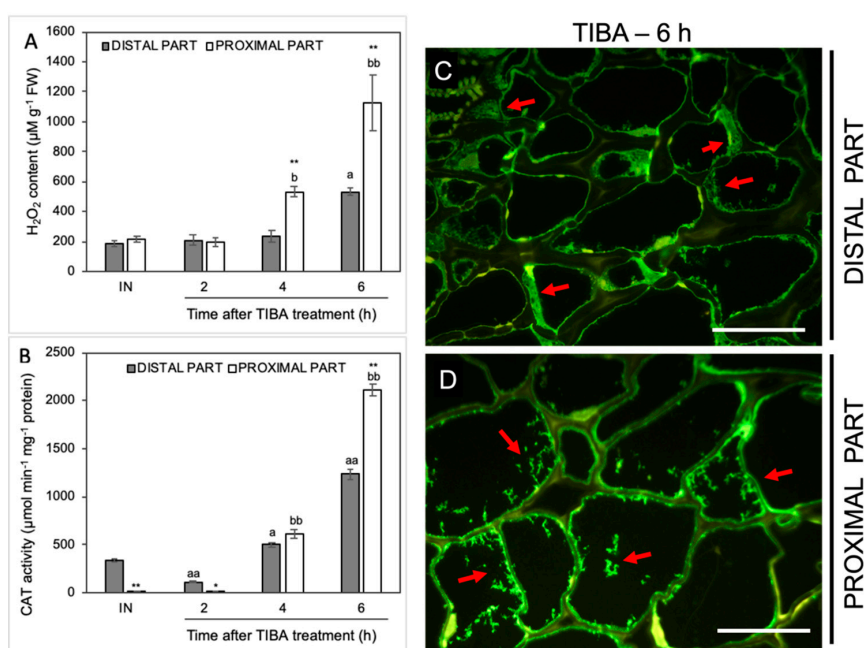 A
DISTAL PART PROXIMAL PART
H2O2 content (µM g-1 FW)
1600
1400
1200
1000
800
600
400
200
0
**
bb
**
b
a
IN 2 4 6
Time after TIBA treatment (h)
B
DISTAL PART PROXIMAL PART
CAT activity (µmol min-1 mg-1 protein)
2500
2000
1500
1000
500
0
**
bb
aa
bb
a
aa
**
*
IN 2 4 6
Time after TIBA treatment (h)
TIBA – 6 h
C
DISTAL PART
D
PROXIMAL PART